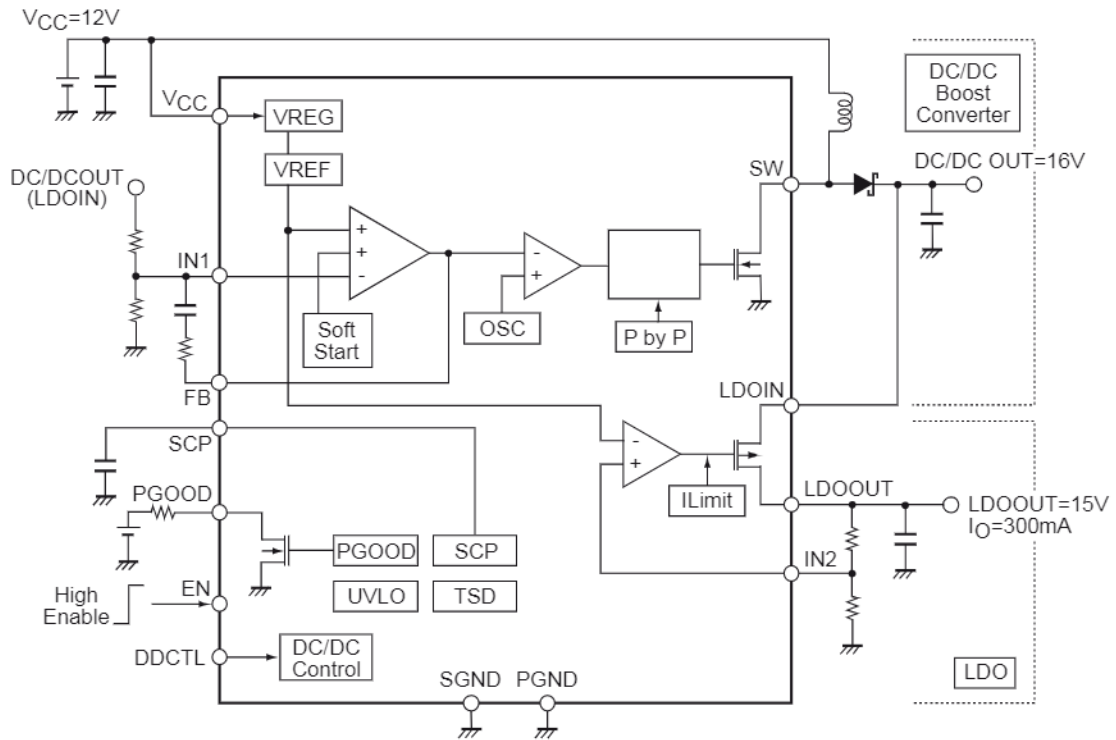 VCC=12V
VCC
VREG
VREF
DC/DC
Boost
Converter
DC/DC OUT=16V
SW
DC/DCOUT
(LDOIN)
IN1
+
+
-
-
+
Soft
Start
OSC
P by P
FB
LDOIN
SCP
-
+
ILimit
LDOOUT
LDOOUT=15V
IO=300mA
PGOOD
PGOOD
SCP
IN2
UVLO
TSD
High
Enable
EN
DDCTL
DC/DC
Control
SGND
PGND
LDO